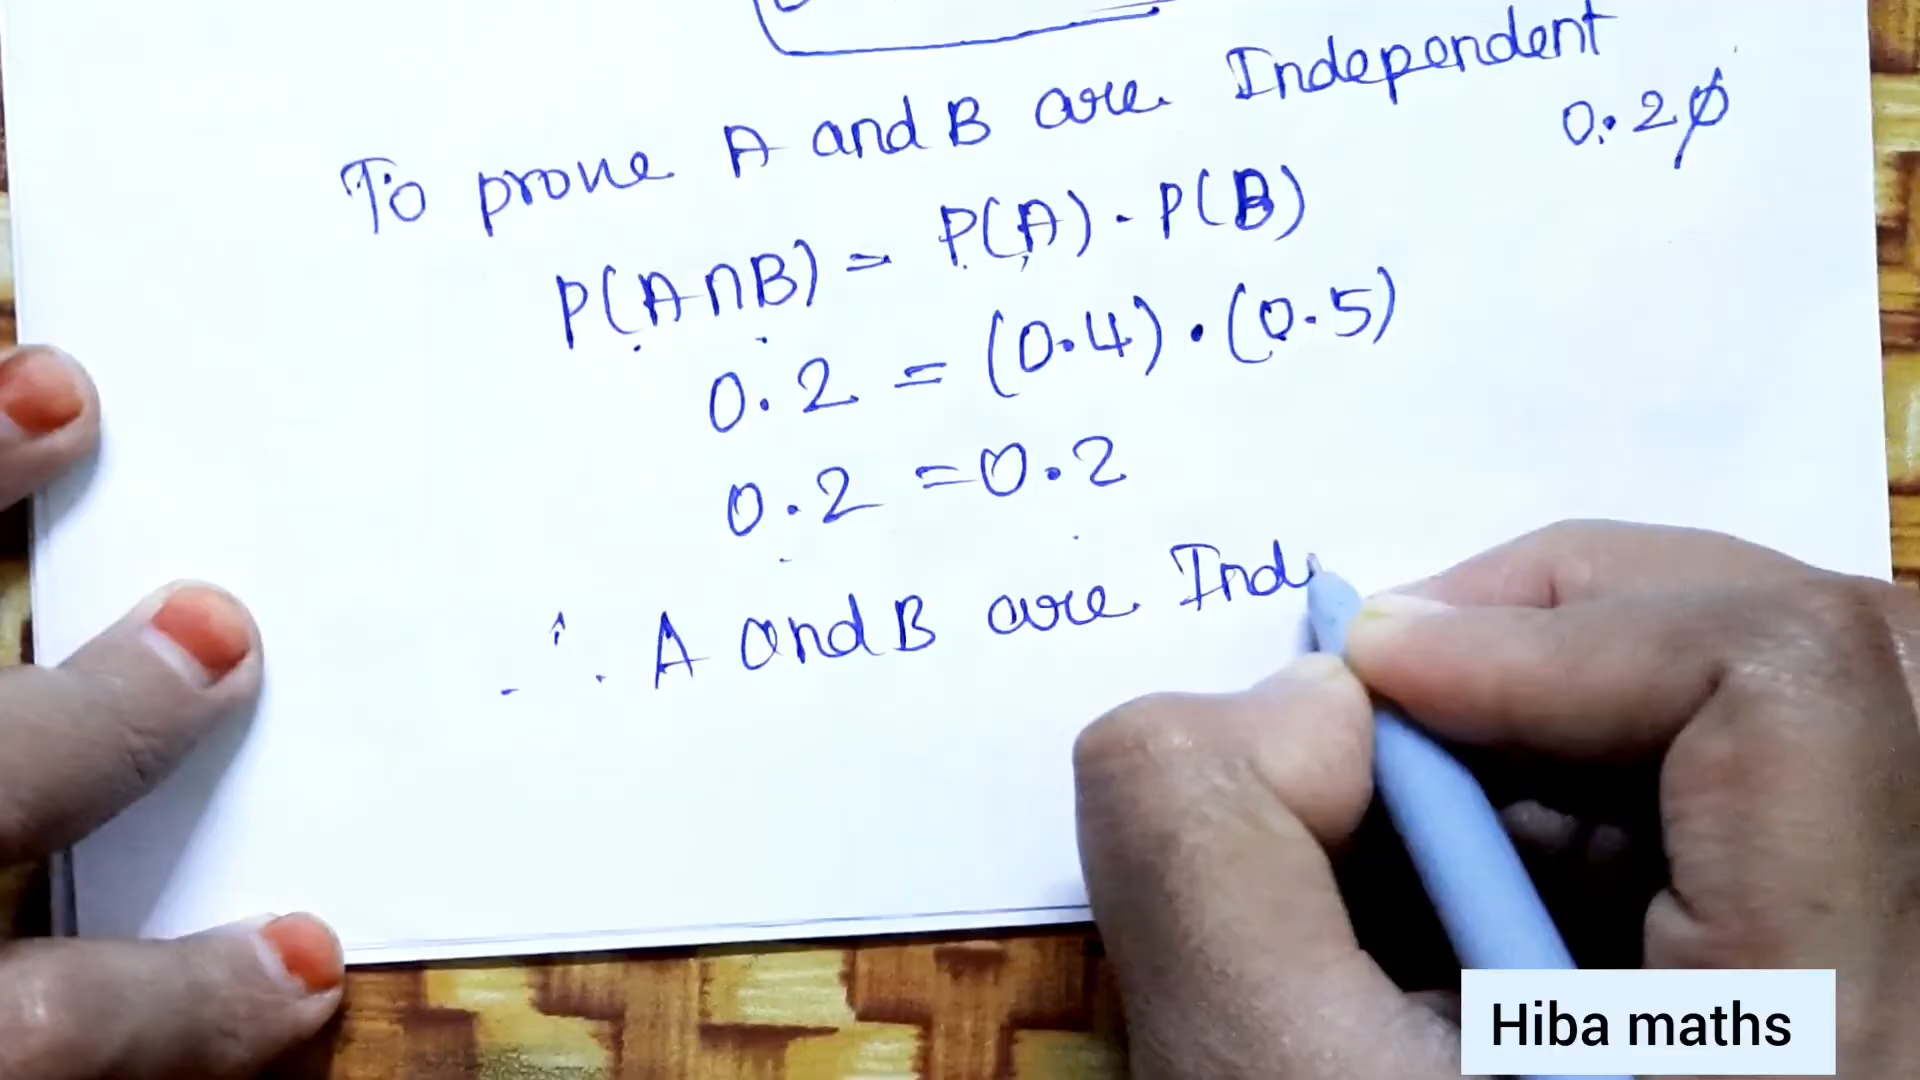 To prove A and B are Independent
0.20
P(A∩B) = P(A) · P(B)
0.2 = (0.4) · (0.5)
0.2 = 0.2
∴ A and B are Ind
Hiba maths